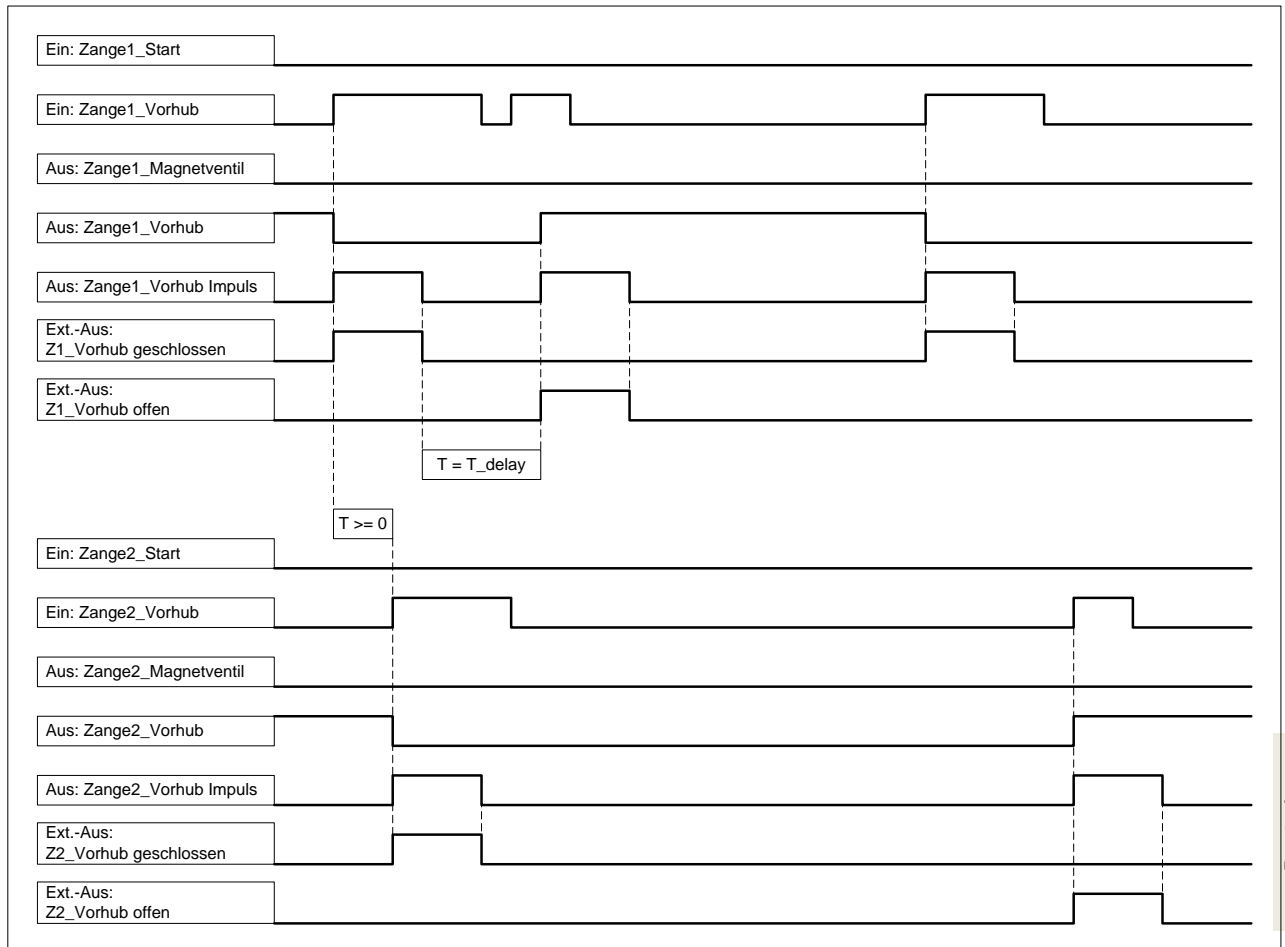 Ein: Zange1_Start
Ein: Zange1_Vorhub
Aus: Zange1_Magnetventil
Aus: Zange1_Vorhub
Aus: Zange1_Vorhub Impuls
Ext.-Aus:
Z1_Vorhub geschlossen
Ext.-Aus:
Z1_Vorhub offen
T = T_delay
T >= 0
Ein: Zange2_Start
Ein: Zange2_Vorhub
Aus: Zange2_Magnetventil
Aus: Zange2_Vorhub
Aus: Zange2_Vorhub Impuls
Ext.-Aus:
Z2_Vorhub geschlossen
Ext.-Aus:
Z2_Vorhub offen